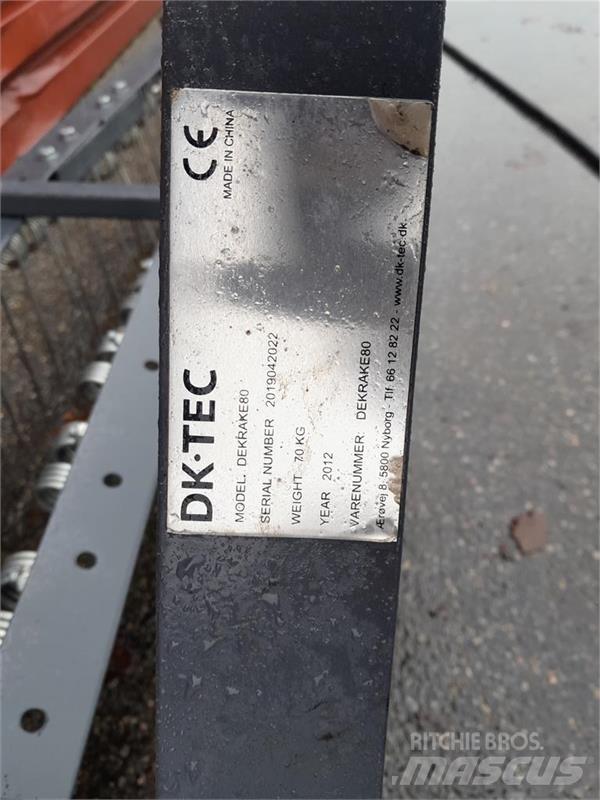 DK·TEC
CE
MADE IN CHINA
MODEL. DEKRAKE80
SERIAL NUMBER 2019042022
WEIGHT 70 KG
YEAR 2012
VARENUMMER DEKRAKE80
Ærøvej 8. 5800 Nyborg - Tlf. 66 12 82 22 - www.dk-tec.dk
RITCHIE BROS.
MASCUS